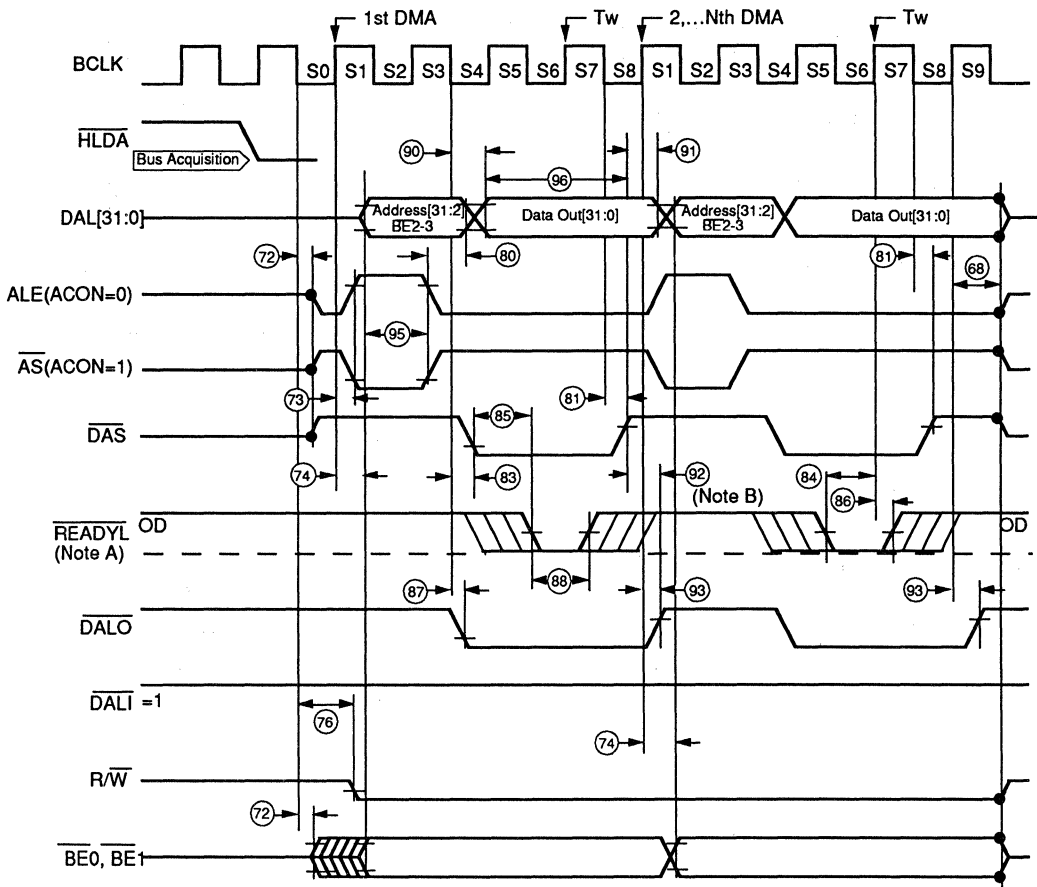 1st DMA
Tw
2,...Nth DMA
Tw
BCLK
S0 S1 S2 S3 S4 S5 S6 S7 S8 S1 S2 S3 S4 S5 S6 S7 S8 S9
HLDA
Bus Acquisition
90
91
96
DAL[31:0]
Address[31:2]
BE2-3
Data Out[31:0]
Address[31:2]
BE2-3
Data Out[31:0]
72
80
81
68
ALE(ACON=0)
95
AS(ACON=1)
73
81
85
DAS
74
83
92
84
(Note B)
86
READYL
OD
OD
(Note A)
87
88
93
93
DALO
DALI =1
76
74
R/W
72
BE0, BE1